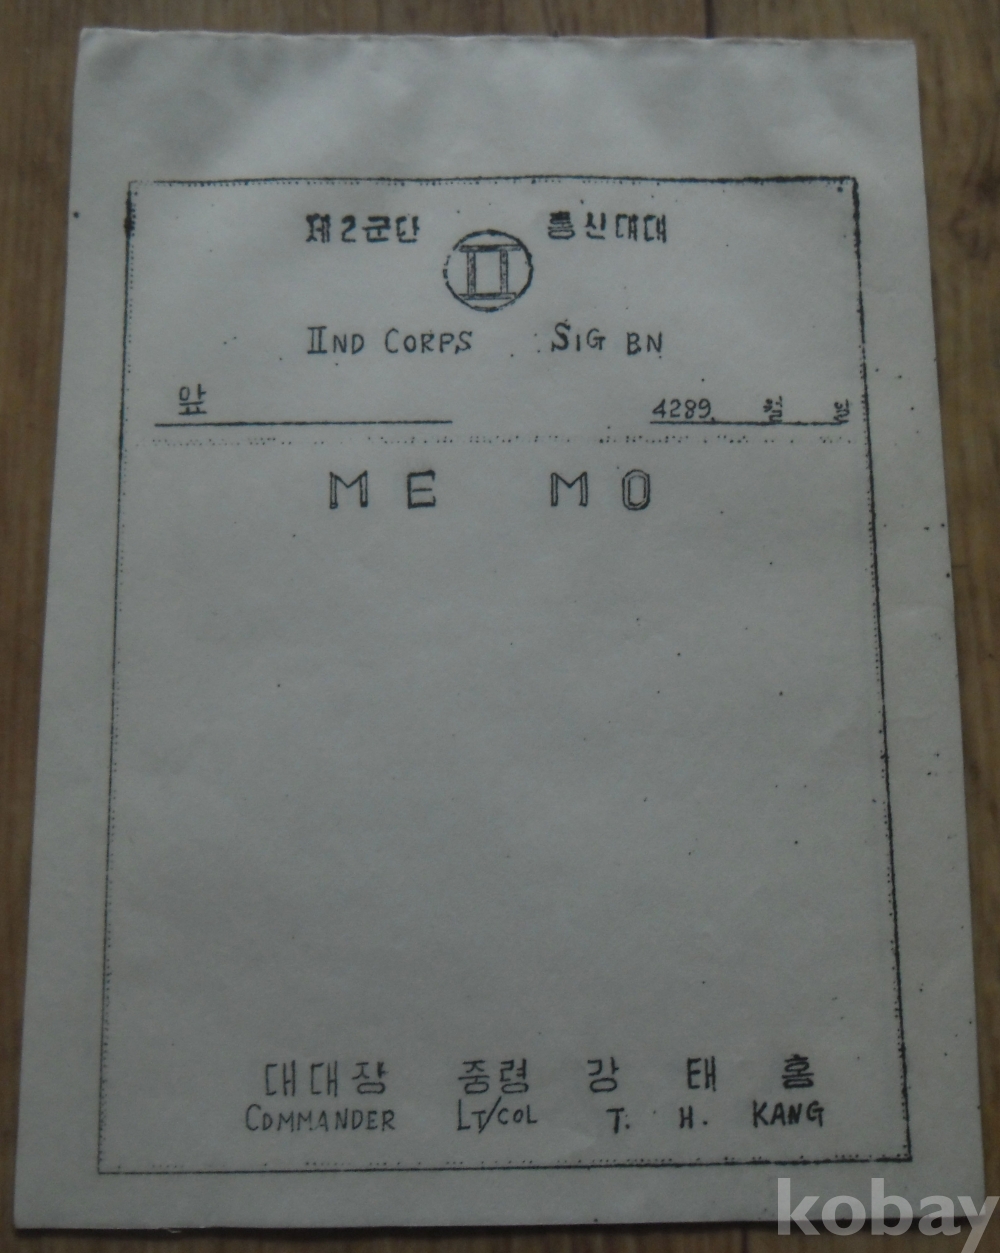 제2군단 통신대대
II
IIND CORPS SIG BN
앞
4289. 월 일
ME MO
대대장 중령 강 태 홍
COMMANDER LT/COL T. H. KANG
kobay